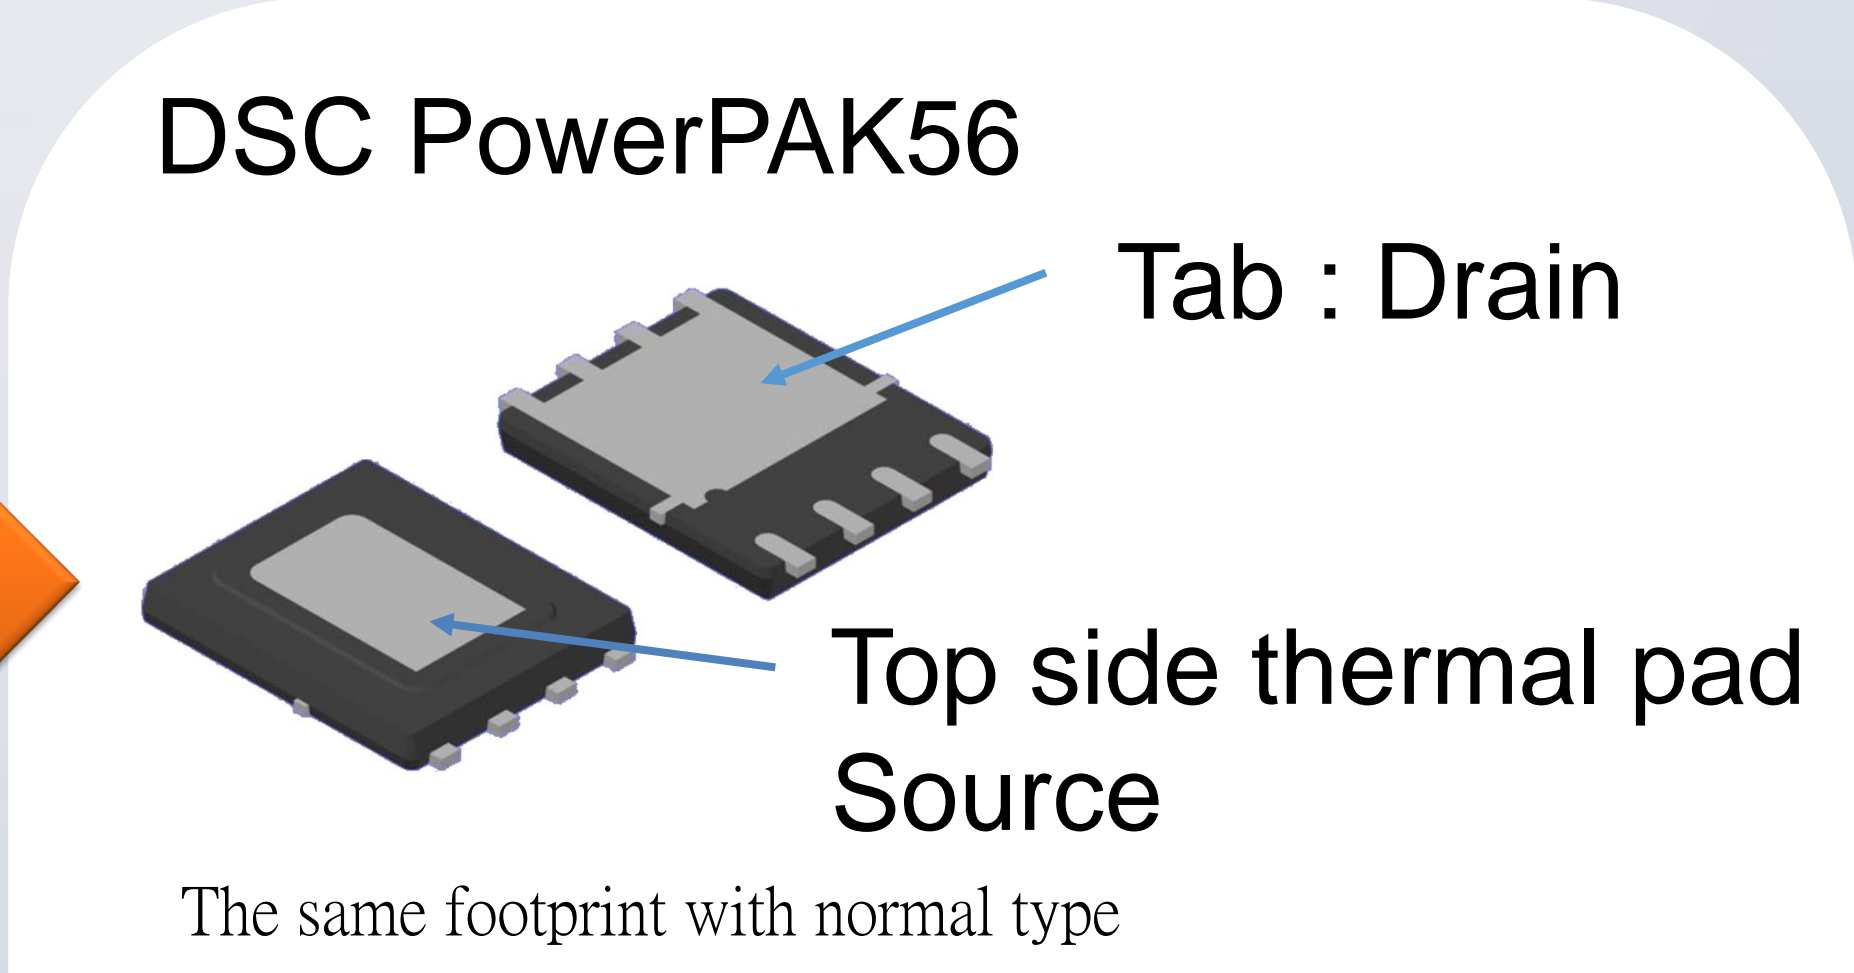 DSC PowerPAK56
Tab : Drain
Top side thermal pad
Source
The same footprint with normal type